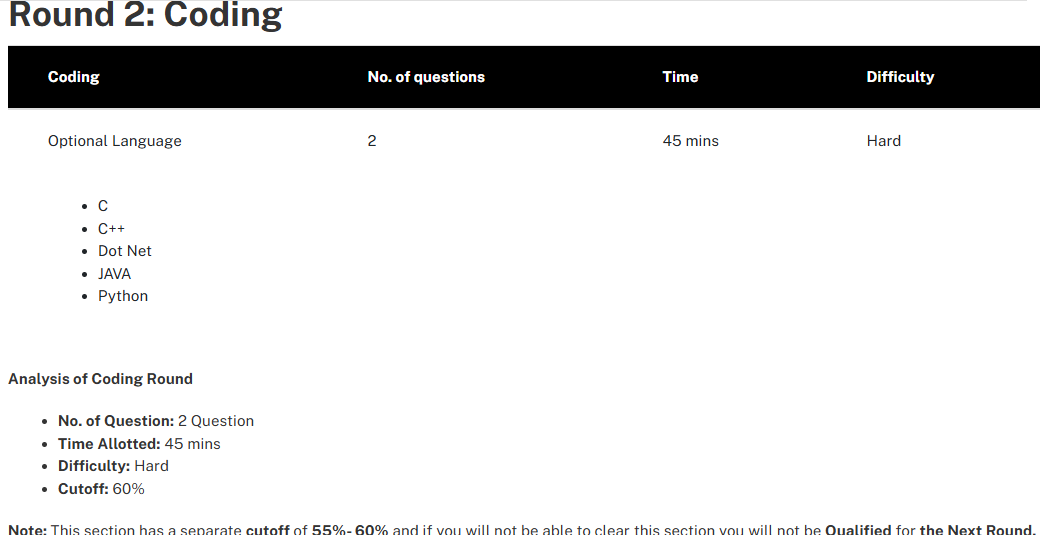 Round 2: Coding
Coding No. of questions Time Difficulty
Optional Language 2 45 mins Hard
C
C++
Dot Net
JAVA
Python
Analysis of Coding Round
No. of Question: 2 Question
Time Allotted: 45 mins
Difficulty: Hard
Cutoff: 60%
Note: This section has a separate cutoff of 55%- 60% and if you will not be able to clear this section you will not be Qualified for the Next Round.